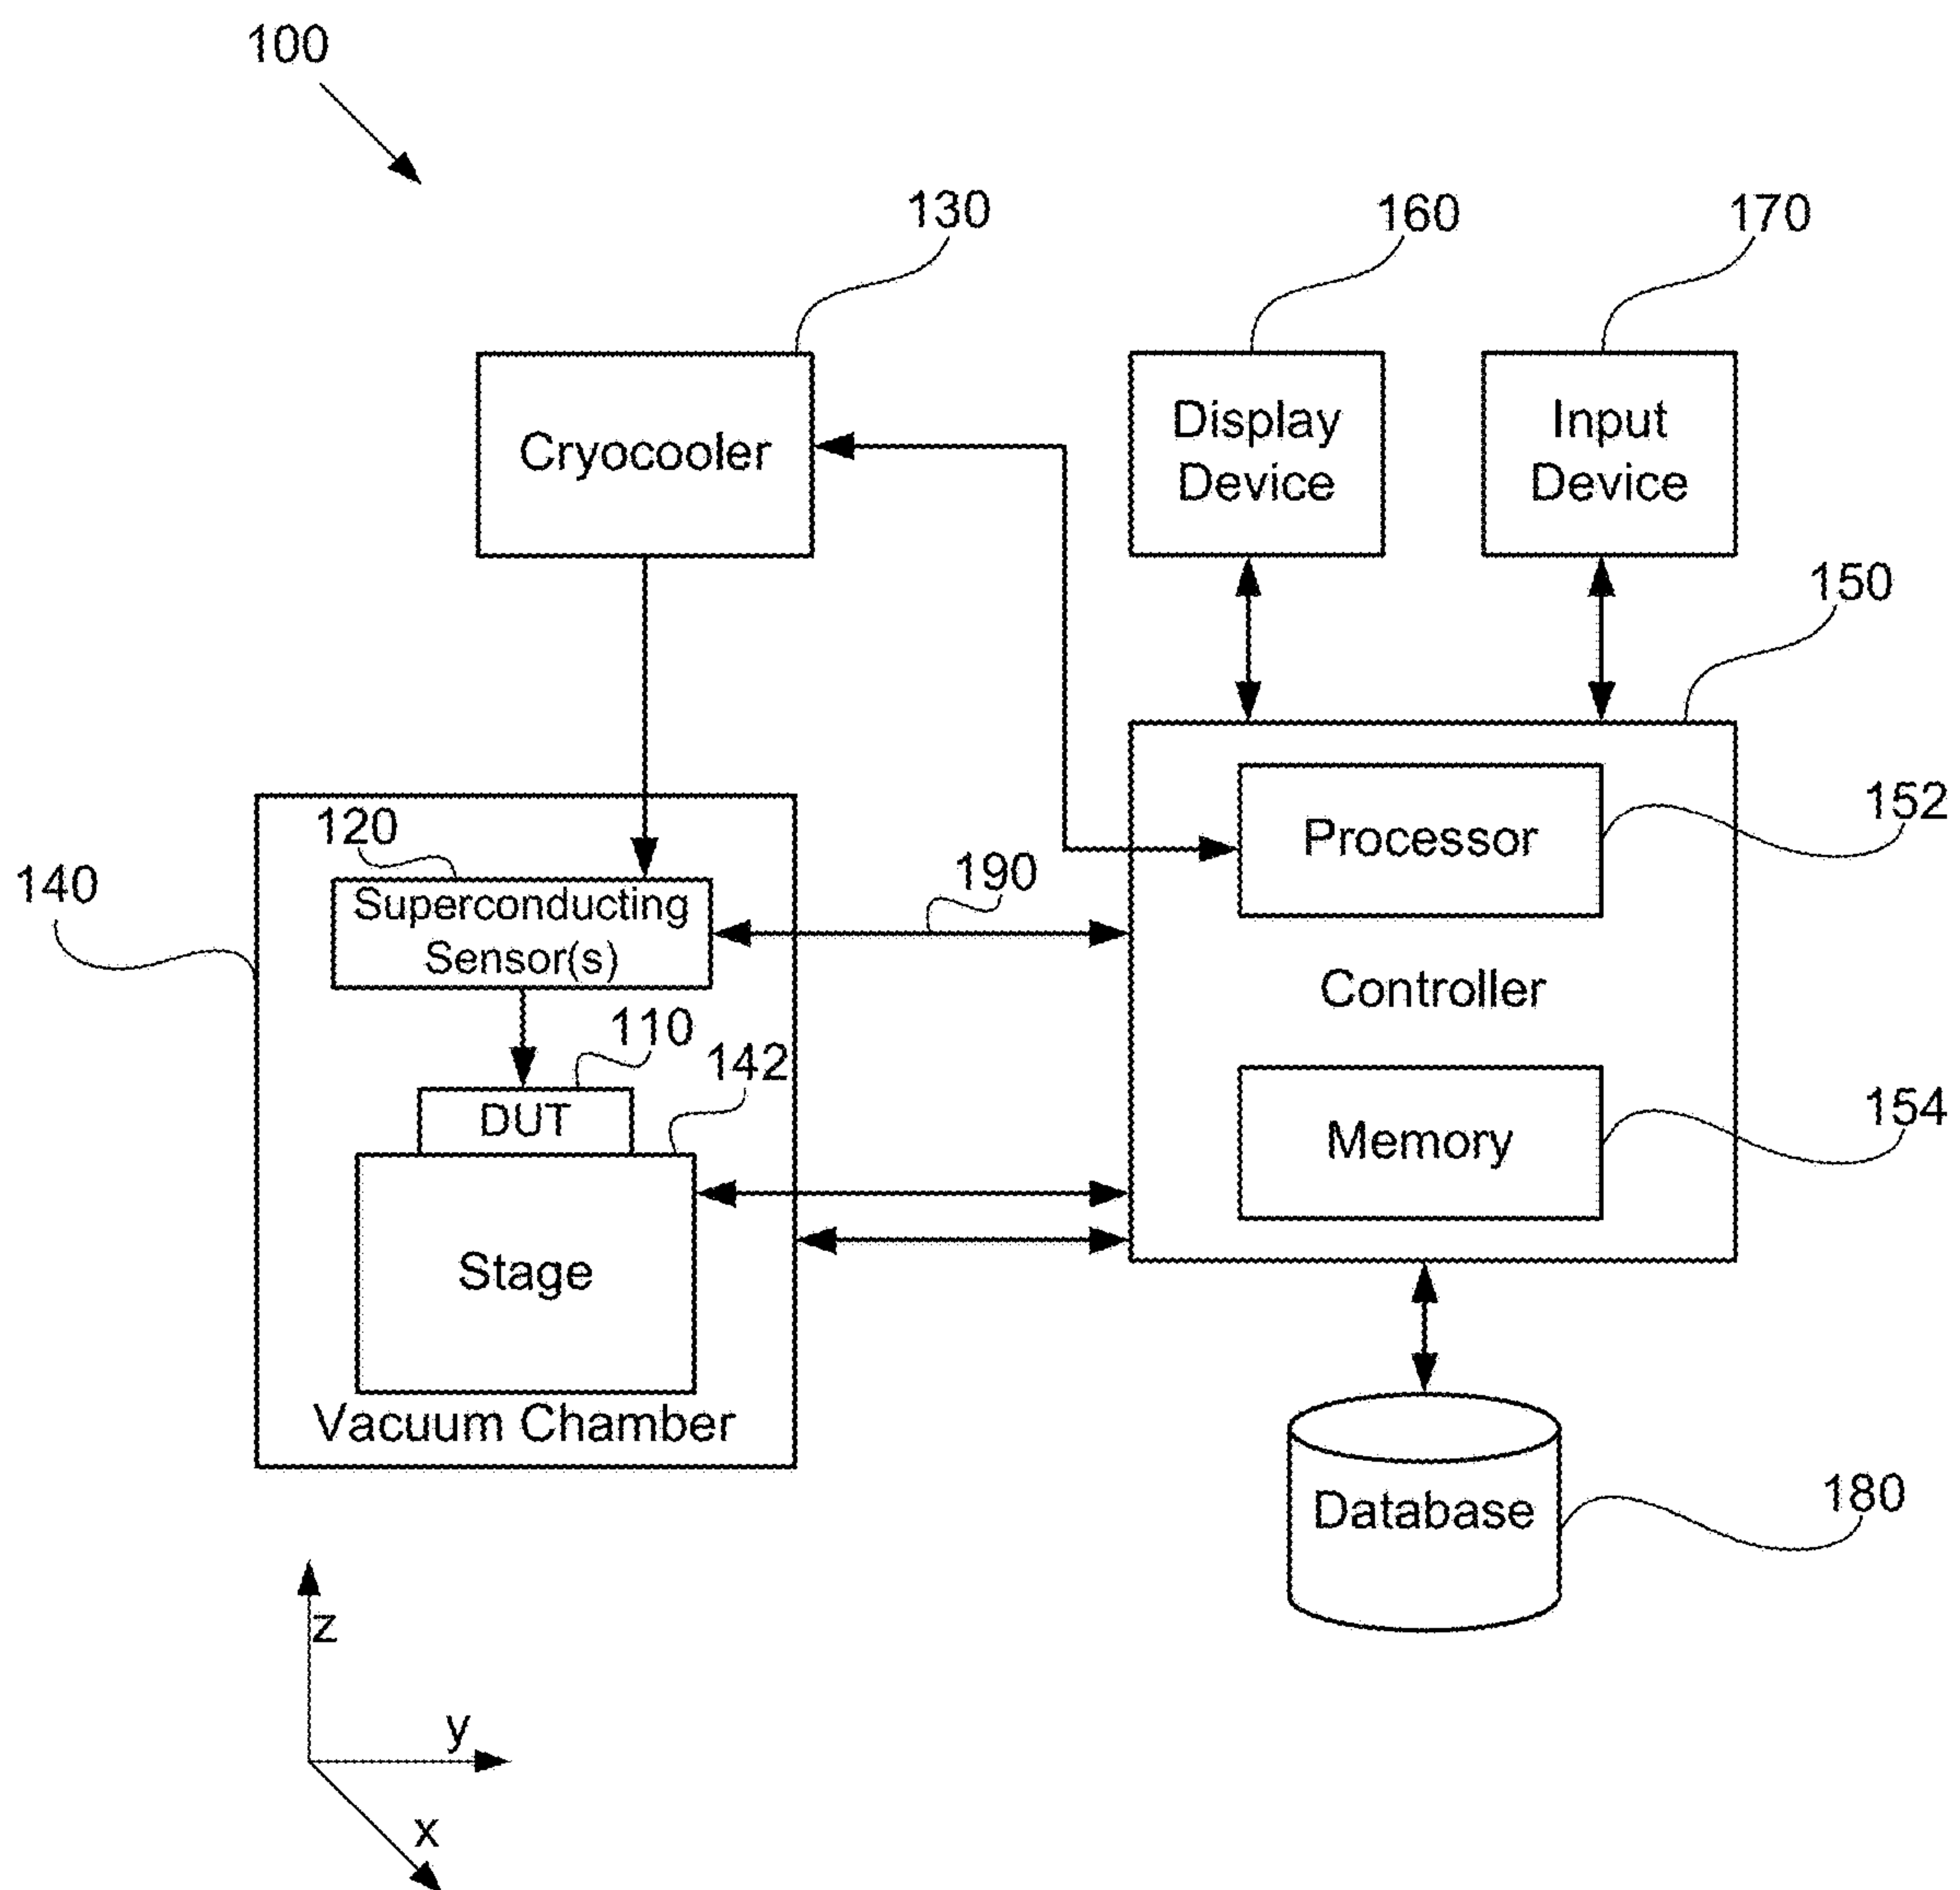 100
130
160
170
Cryocooler
Display
Device
Input
Device
150
120
140
Superconducting
Sensor(s)
190
Processor
152
Controller
110
142
DUT
Memory
154
Stage
Vacuum Chamber
Database
180
z
y
x